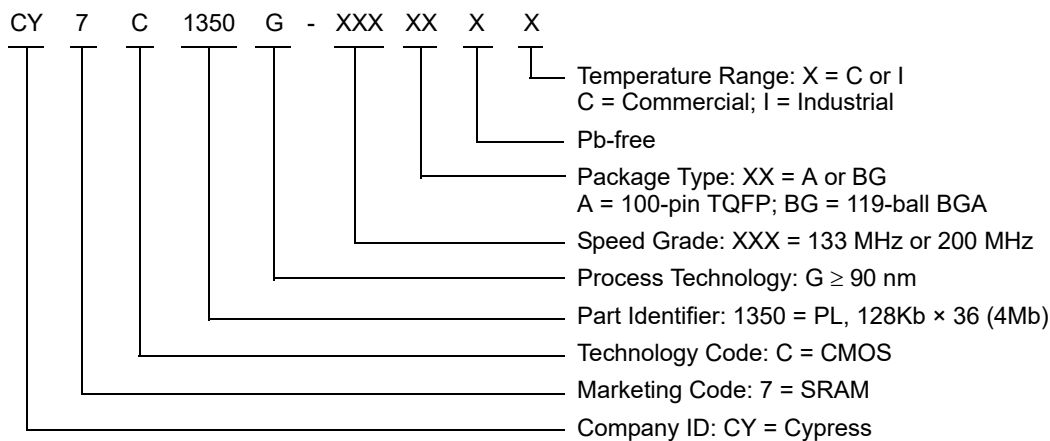 CY 7 C 1350 G - XXX XX X X
Temperature Range: X = C or I
C = Commercial; I = Industrial
Pb-free
Package Type: XX = A or BG
A = 100-pin TQFP; BG = 119-ball BGA
Speed Grade: XXX = 133 MHz or 200 MHz
Process Technology: G ≥ 90 nm
Part Identifier: 1350 = PL, 128Kb × 36 (4Mb)
Technology Code: C = CMOS
Marketing Code: 7 = SRAM
Company ID: CY = Cypress